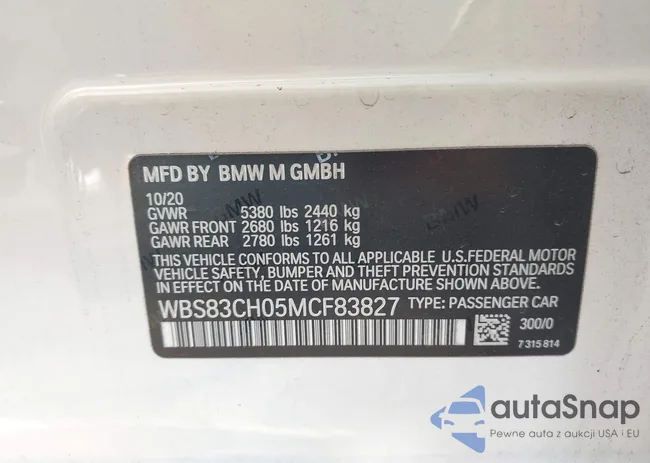 MFD BY BMW M GMBH
10/20
GVWR 5380 lbs 2440 kg
GAWR FRONT 2680 lbs 1216 kg
GAWR REAR 2780 lbs 1261 kg
THIS VEHICLE CONFORMS TO ALL APPLICABLE U.S.FEDERAL MOTOR
VEHICLE SAFETY, BUMPER AND THEFT PREVENTION STANDARDS
IN EFFECT ON THE DATE OF MANUFACTURE SHOWN ABOVE.
WBS83CH05MCF83827 TYPE: PASSENGER CAR
300/0
7 315 814
autaSnap
Pewne auta z aukcji USA i EU